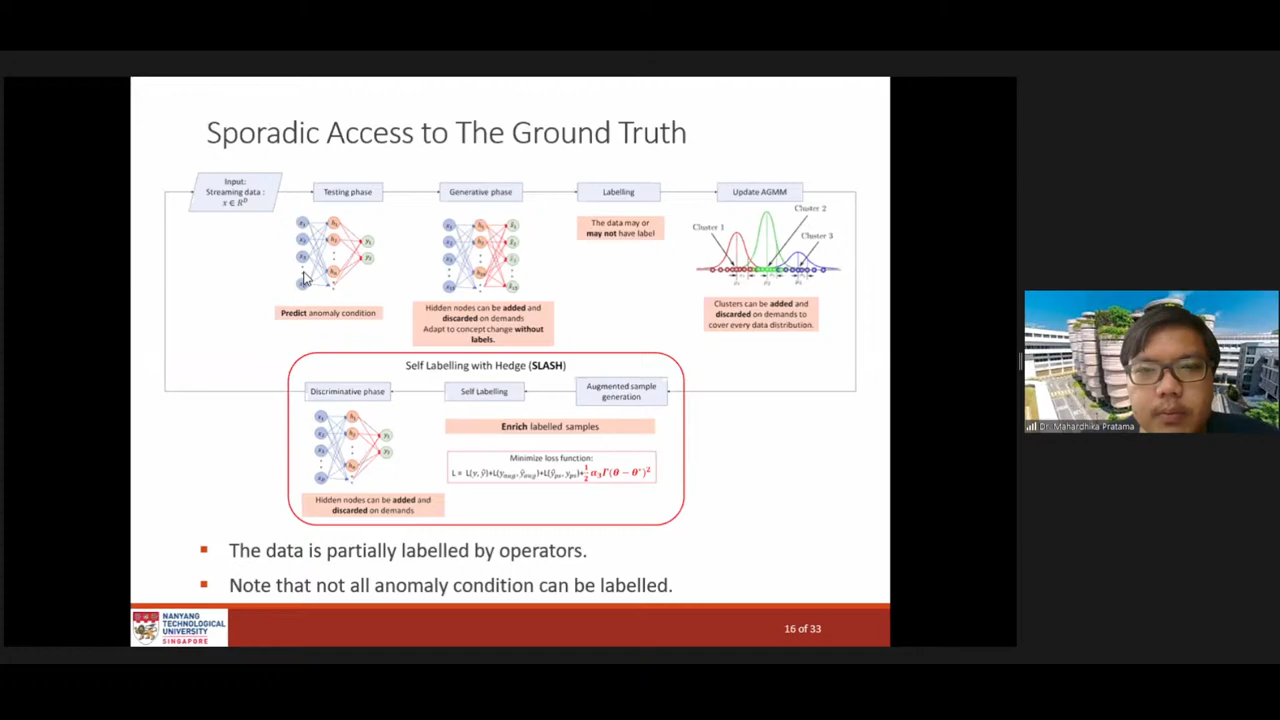 Sporadic Access to The Ground Truth
Input:
Streaming data :
x ∈ R^D
Testing phase
Generative phase
Labelling
Update AGMM
Predict anomaly condition
Hidden nodes can be added and
discarded on demands
Adapt to concept change without
labels.
The data may or
may not have label
Cluster 1
Cluster 2
Cluster 3
Clusters can be added and
discarded on demands to
cover every data distribution.
Self Labelling with Hedge (SLASH)
Discriminative phase
Self Labelling
Augmented sample
generation
Hidden nodes can be added and
discarded on demands
Enrich labelled samples
Minimize loss function:
▪ The data is partially labelled by operators.
▪ Note that not all anomaly condition can be labelled.
NANYANG
TECHNOLOGICAL
UNIVERSITY
SINGAPORE
16 of 33
Dr. Mahardhika Pratama